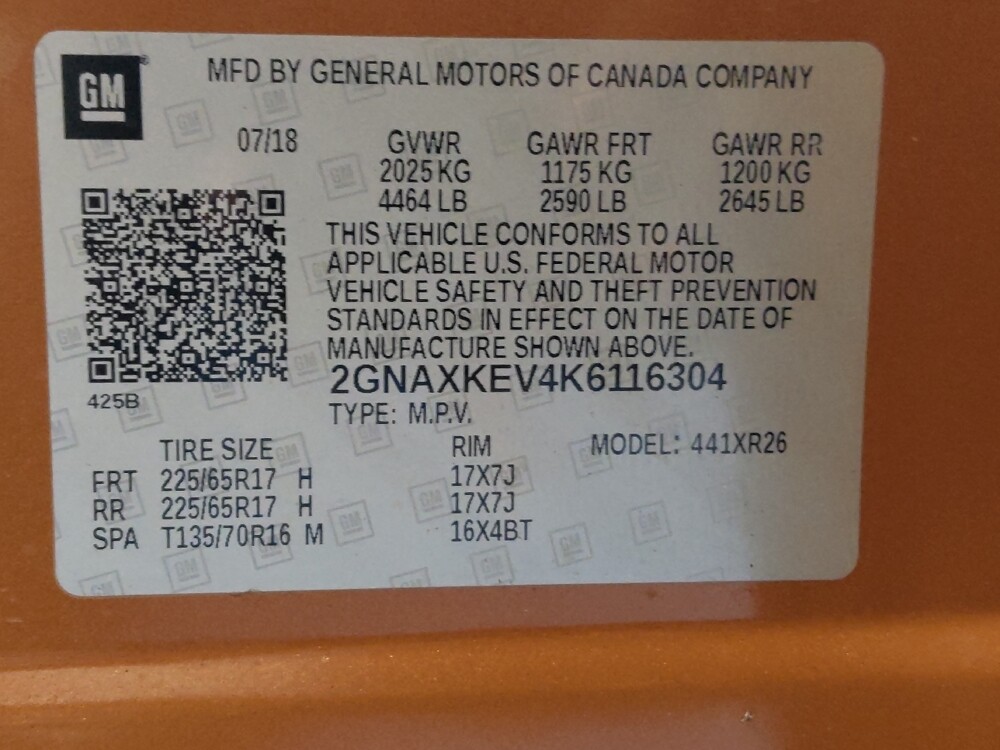 GM
MFD BY GENERAL MOTORS OF CANADA COMPANY
07/18 GVWR GAWR FRT GAWR RR
2025 KG 1175 KG 1200 KG
4464 LB 2590 LB 2645 LB
THIS VEHICLE CONFORMS TO ALL
APPLICABLE U.S. FEDERAL MOTOR
VEHICLE SAFETY AND THEFT PREVENTION
STANDARDS IN EFFECT ON THE DATE OF
MANUFACTURE SHOWN ABOVE.
2GNAXKEV4K6116304
425B
TYPE: M.P.V.
TIRE SIZE RIM MODEL: 441XR26
FRT 225/65R17 H 17X7J
RR 225/65R17 H 17X7J
SPA T135/70R16 M 16X4BT